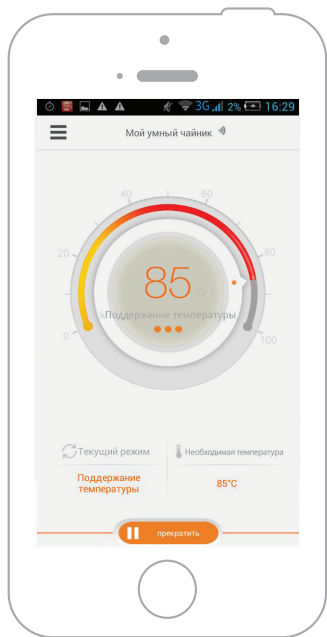 3G 2% 16:29
Мой умный чайник
40 60
20 80
85 °C
Поддержание температуры
0 100
Текущий режим Необходимая температура
Поддержание
температуры
85°C
прекратить